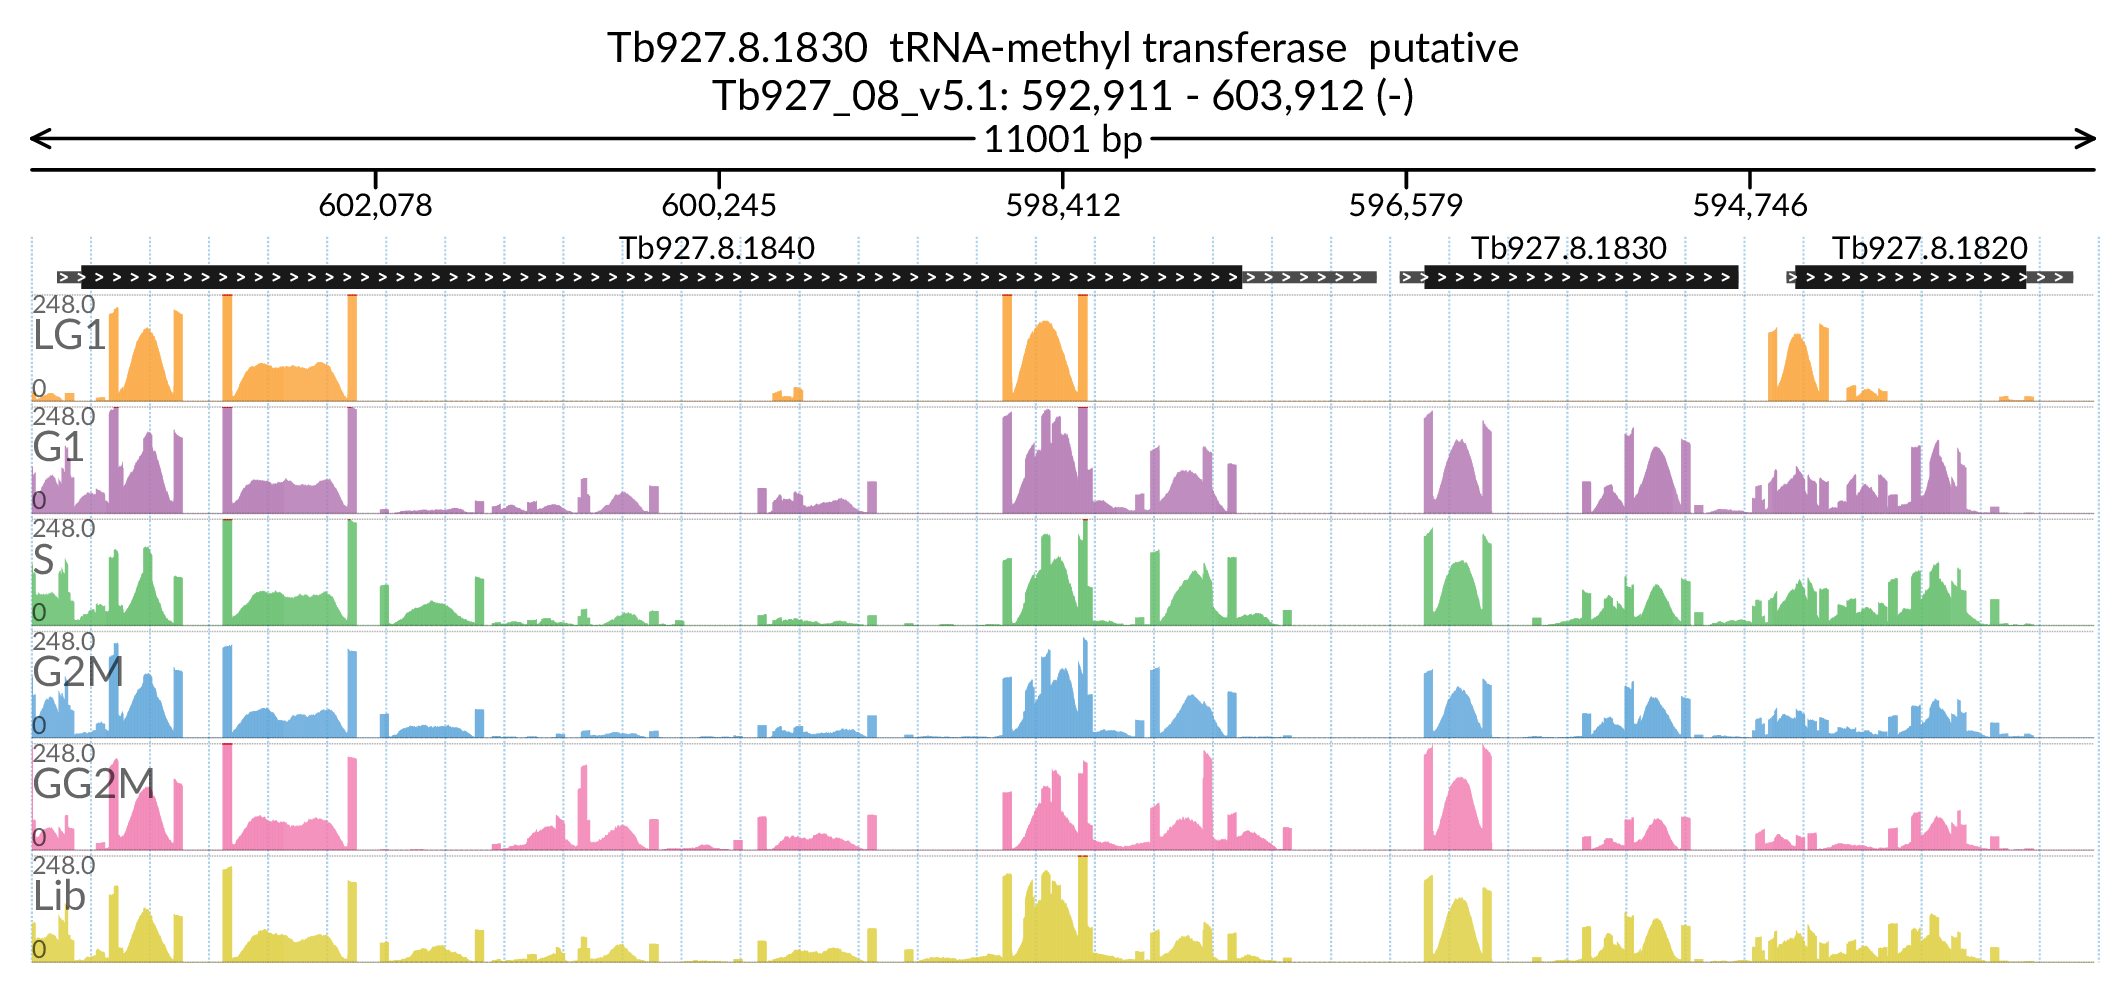 Tb927.8.1830  tRNA-methyl transferase  putative
Tb927_08_v5.1: 592,911 - 603,912 (-)
11001 bp
602,078 600,245 598,412 596,579 594,746
Tb927.8.1840 Tb927.8.1830 Tb927.8.1820
248.0
LG1
0
248.0
G1
0
248.0
S
0
248.0
G2M
0
248.0
GG2M
0
248.0
Lib
0